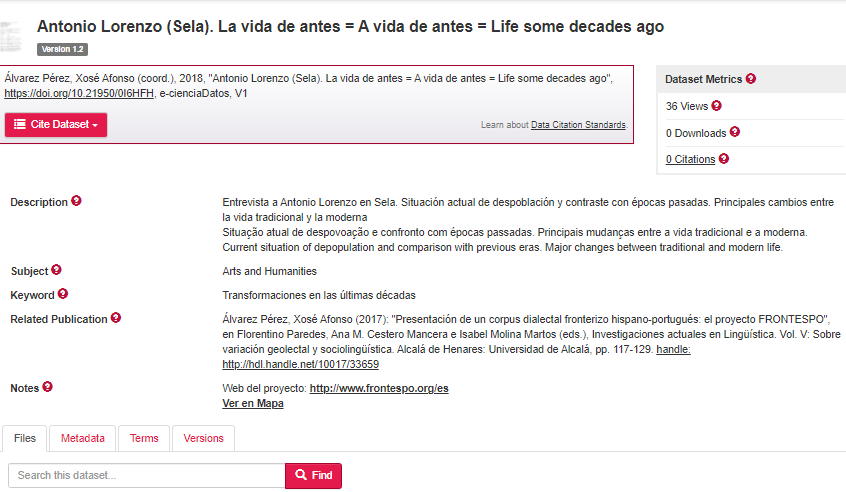 Antonio Lorenzo (Sela). La vida de antes = A vida de antes = Life some decades ago
Version 1.2
Álvarez Pérez, Xosé Afonso (coord.), 2018, "Antonio Lorenzo (Sela). La vida de antes = A vida de antes = Life some decades ago",
https://doi.org/10.21950/0I6HFH, e-cienciaDatos, V1
Cite Dataset
Learn about Data Citation Standards.
Dataset Metrics
36 Views
0 Downloads
0 Citations
Description
Entrevista a Antonio Lorenzo en Sela. Situación actual de despoblación y contraste con épocas pasadas. Principales cambios entre
la vida tradicional y la moderna
Situação atual de despovoação e confronto com épocas passadas. Principais mudanças entre a vida tradicional e a moderna.
Current situation of depopulation and comparison with previous eras. Major changes between traditional and modern life.
Subject
Arts and Humanities
Keyword
Transformaciones en las últimas décadas
Related Publication
Álvarez Pérez, Xosé Afonso (2017): "Presentación de un corpus dialectal fronterizo hispano-portugués: el proyecto FRONTESPO",
en Florentino Paredes, Ana M. Cestero Mancera e Isabel Molina Martos (eds.), Investigaciones actuales en Lingüística. Vol. V: Sobre
variación geolectal y sociolingüística. Alcalá de Henares: Universidad de Alcalá, pp. 117-129. handle:
http://hdl.handle.net/10017/33659
Notes
Web del proyecto: http://www.frontespo.org/es
Ver en Mapa
Files
Metadata
Terms
Versions
Search this dataset...
Find